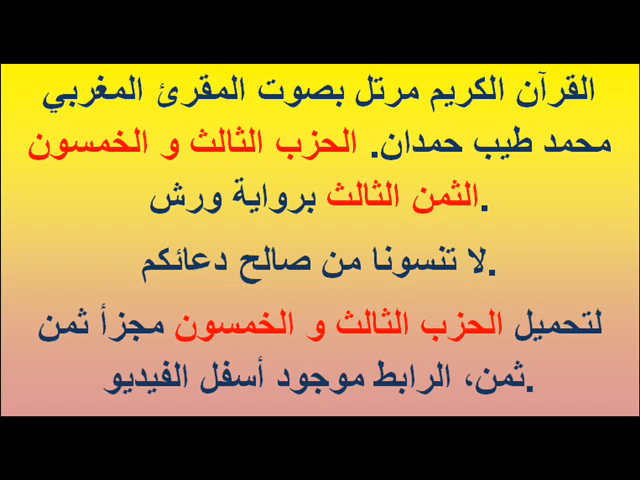 القرآن الكريم مرتل بصوت المقرئ المغربي
محمد طيب حمدان. الحزب الثالث و الخمسون
الثمن الثالث برواية ورش.
لا تنسونا من صالح دعائكم.
لتحميل الحزب الثالث و الخمسون مجزأ ثمن
ثمن، الرابط موجود أسفل الفيديو.